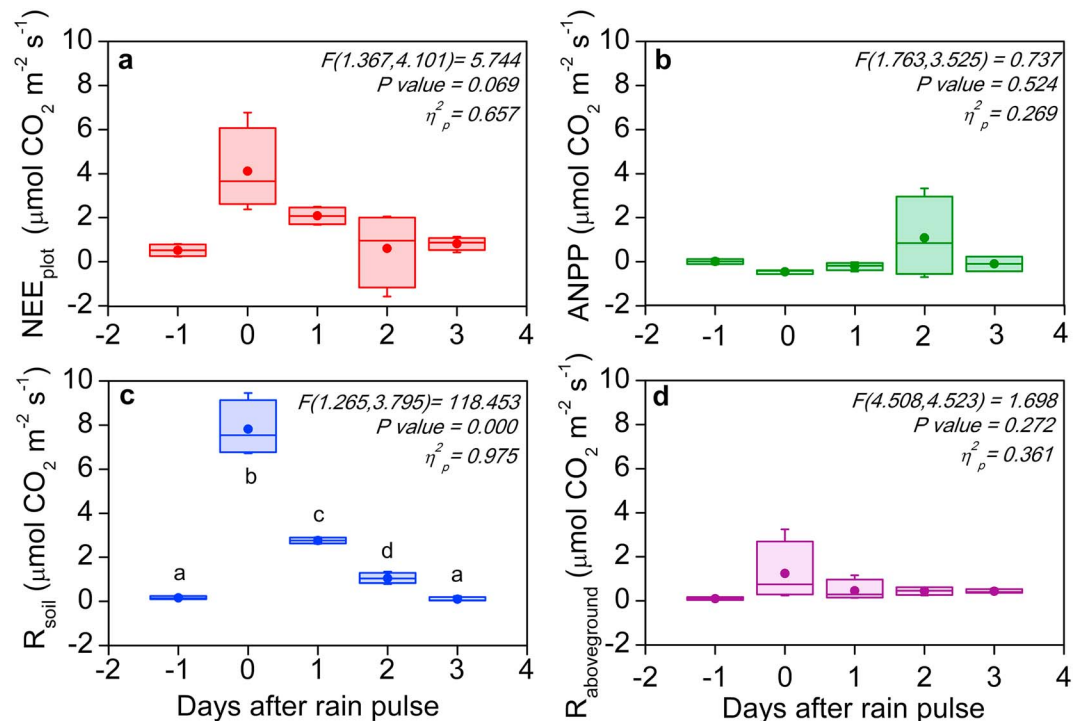 a
F(1.367,4.101)= 5.744
P value = 0.069
η²p = 0.657
NEEplot (μmol CO2 m-2 s-1)
10
8
6
4
2
0
-2
-2 -1 0 1 2 3 4
b
F(1.763,3.525) = 0.737
P value = 0.524
η²p = 0.269
ANPP (μmol CO2 m-2 s-1)
10
8
6
4
2
0
-2
-2 -1 0 1 2 3 4
c
F(1.265,3.795)= 118.453
P value = 0.000
η²p = 0.975
Rsoil (μmol CO2 m-2 s-1)
10
8
6
4
2
0
-2
a
b
c
d
a
-2 -1 0 1 2 3 4
Days after rain pulse
d
F(4.508,4.523) = 1.698
P value = 0.272
η²p = 0.361
Raboveground (μmol CO2 m-2 s-1)
10
8
6
4
2
0
-2
-2 -1 0 1 2 3 4
Days after rain pulse